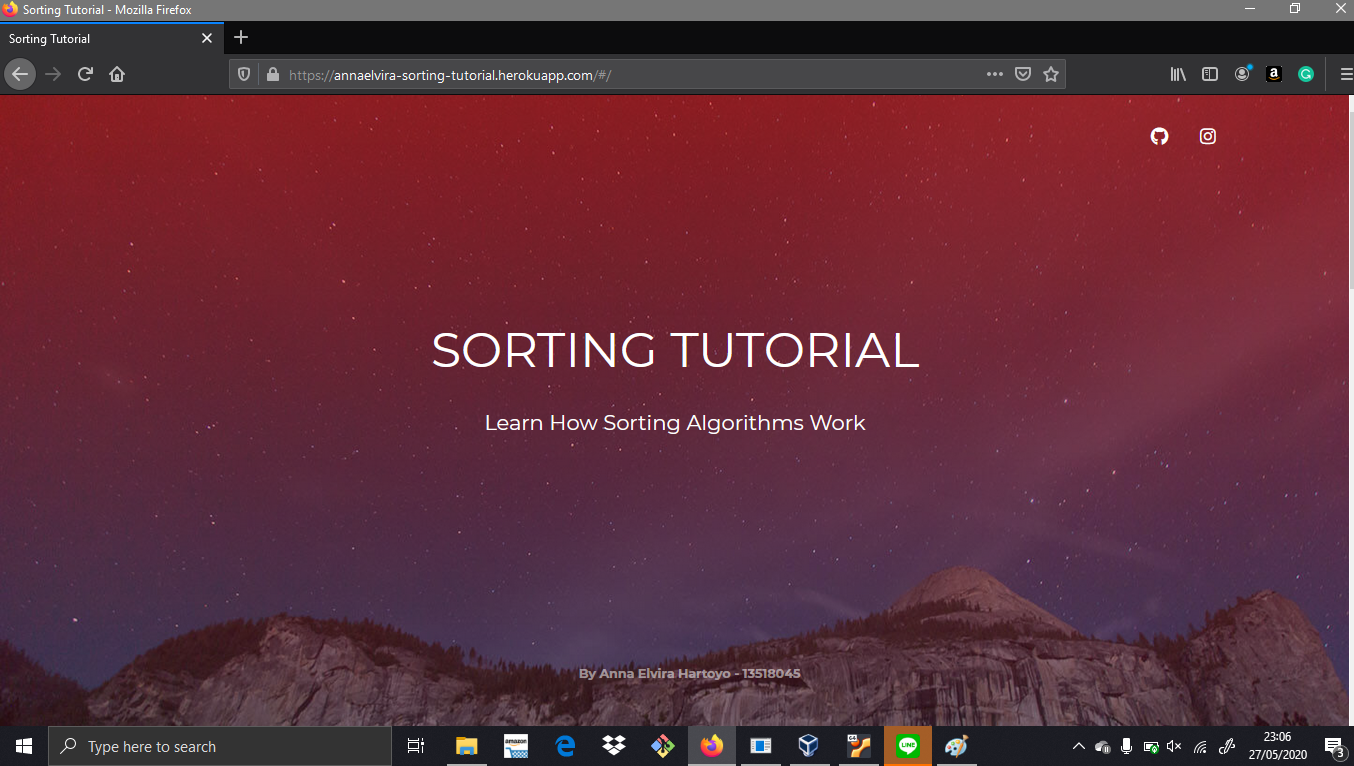 Sorting Tutorial - Mozilla Firefox
Sorting Tutorial
https://annaelvira-sorting-tutorial.herokuapp.com/#/
SORTING TUTORIAL
Learn How Sorting Algorithms Work
By Anna Elvira Hartoyo - 13518045
Type here to search
amazon
LINE
23:06
27/05/2020
3